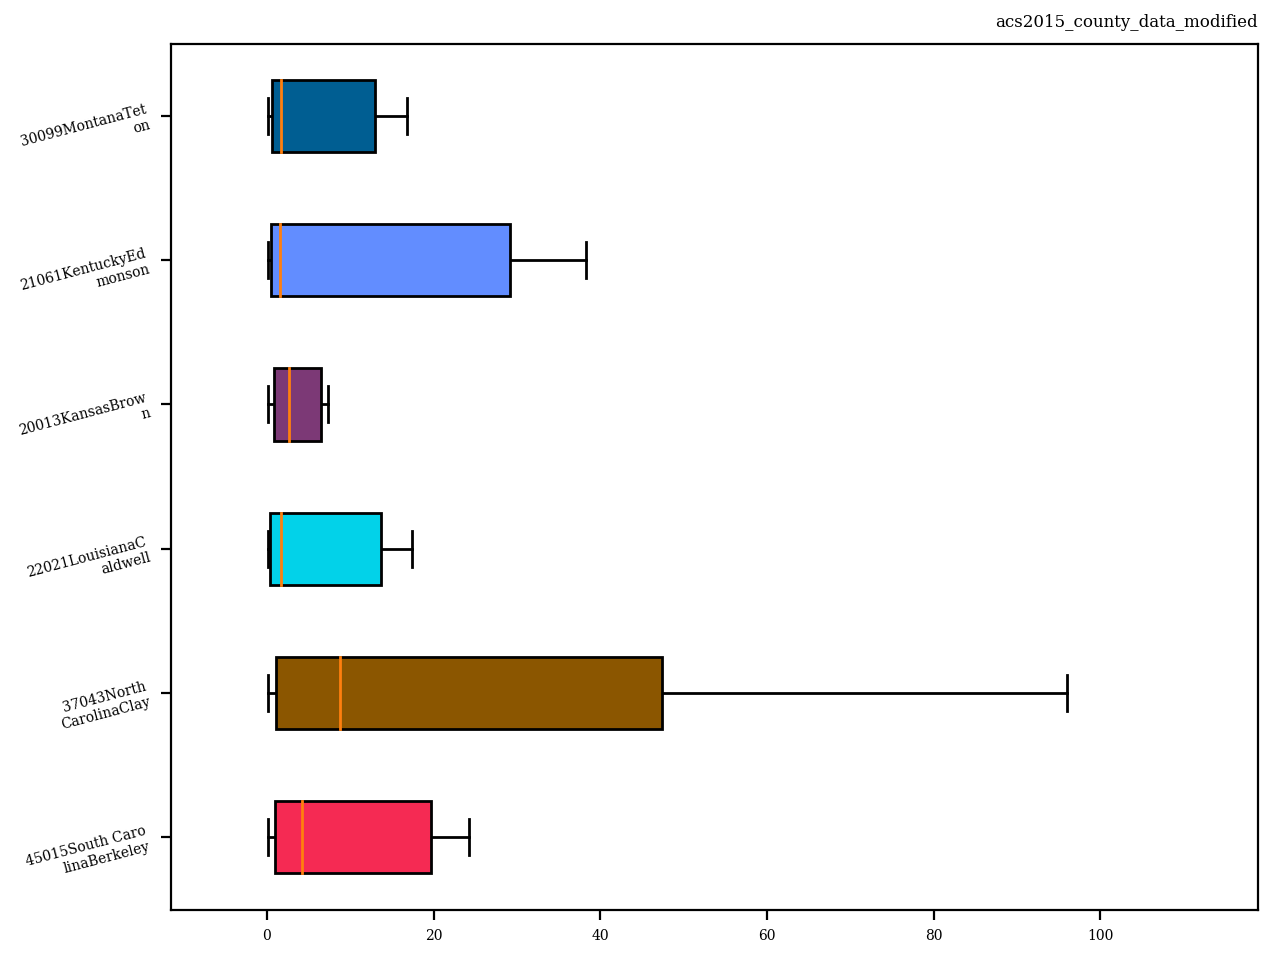 acs2015_county_data_modified
30099MontanaTet
on
21061KentuckyEd
monson
20013KansasBrow
n
22021LouisianaC
aldwell
37043North
CarolinaClay
45015South Caro
linaBerkeley
0 20 40 60 80 100